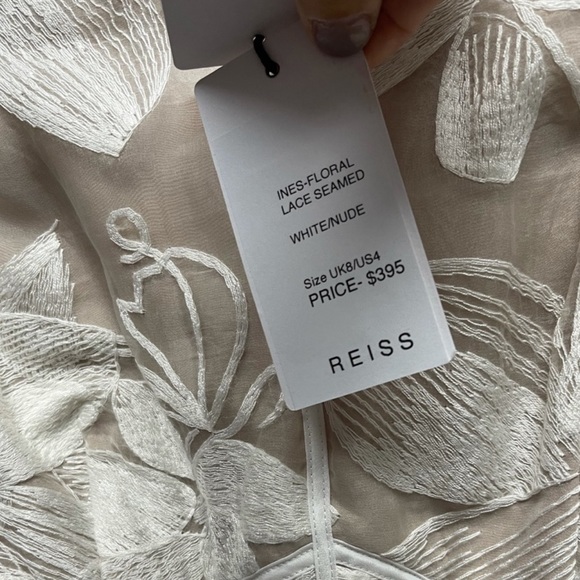 INES-FLORAL
LACE SEAMED
WHITE/NUDE
Size UK8/US4
PRICE- $395
REISS